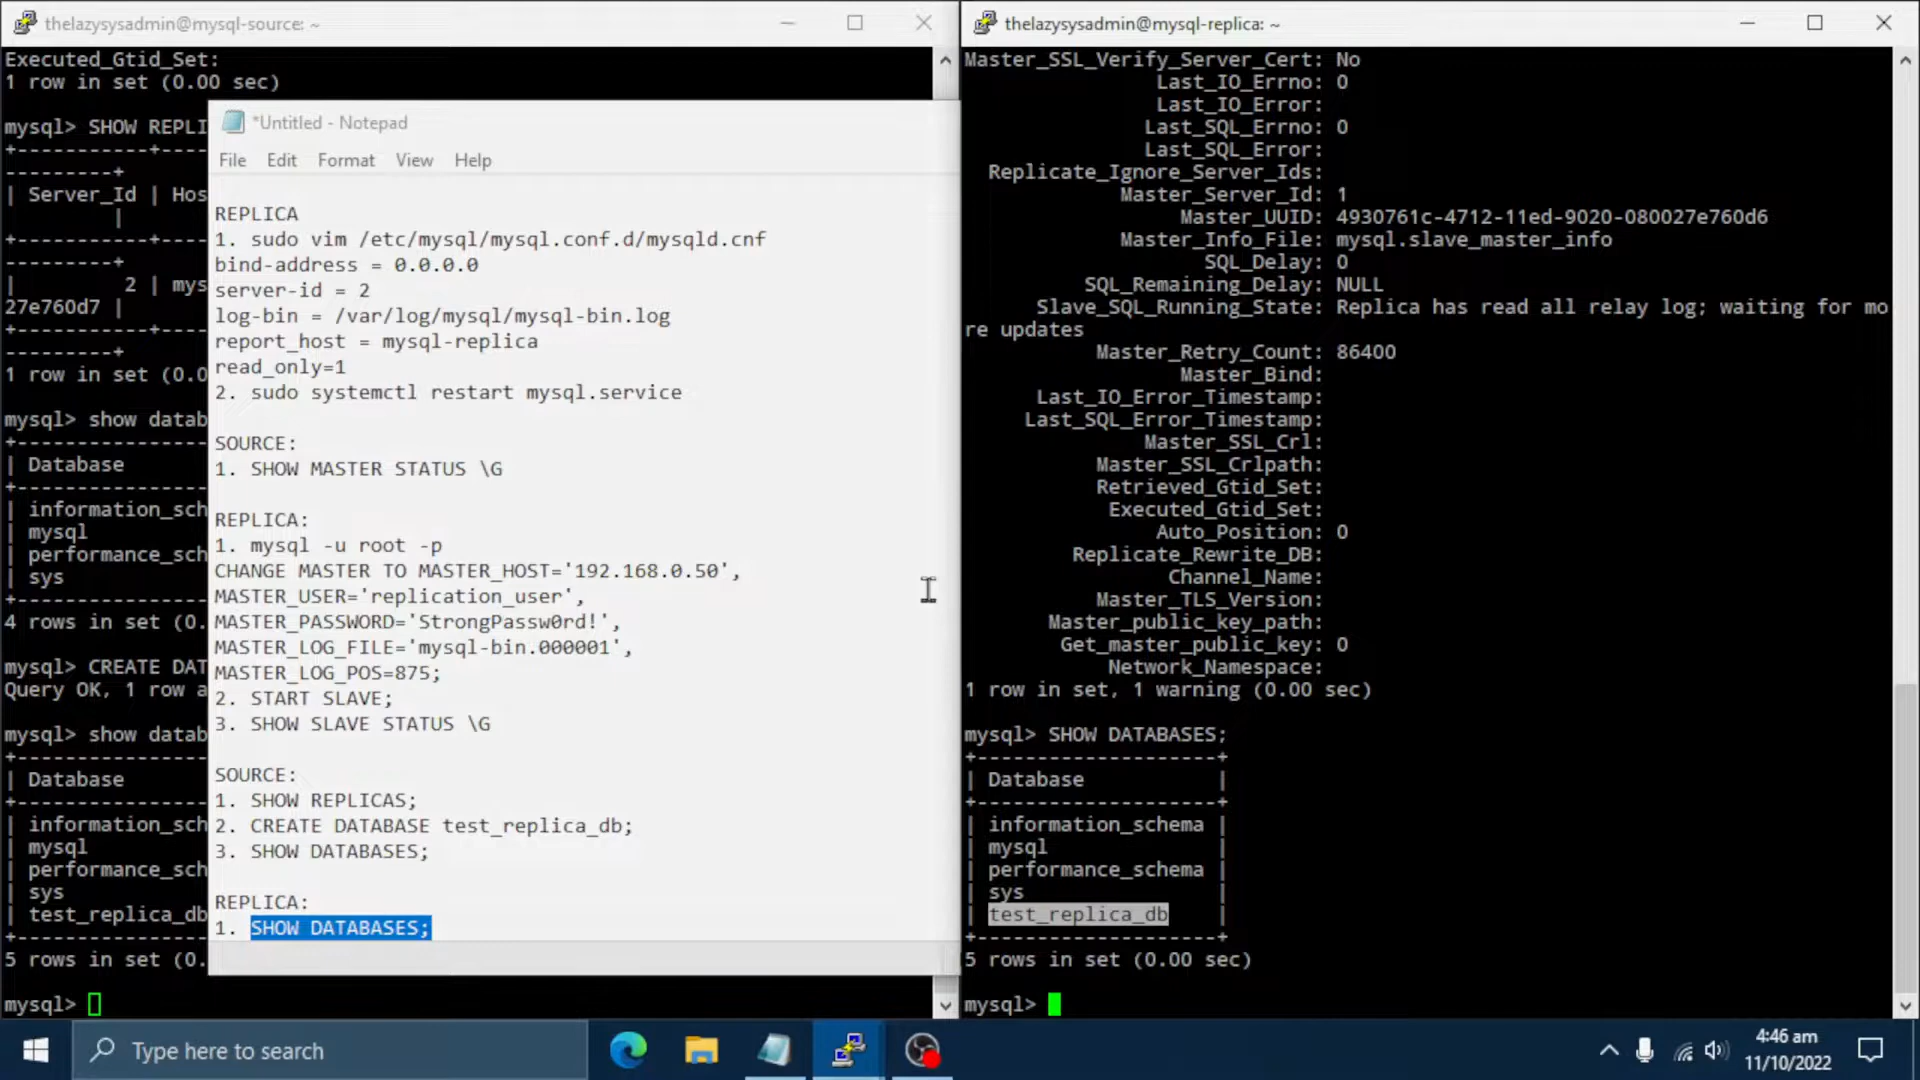 thelazysysadmin@mysql-source: ~
Executed_Gtid_Set:
1 row in set (0.00 sec)
mysql> SHOW REPLI
+----------+--
---------+
| Server_Id | Hos
|
+----------+--
---------+
| 2 | mys
27e760d7 |
+----------+--
---------+
1 row in set (0.0
mysql> show datab
+----------------
| Database
+----------------
| information_sch
| mysql
| performance_sch
| sys
+----------------
4 rows in set (0.
mysql> CREATE DAT
Query OK, 1 row a
mysql> show datab
+----------------
| Database
+----------------
| information_sch
| mysql
| performance_sch
| sys
| test_replica_db
+----------------
5 rows in set (0.
mysql>
*Untitled - Notepad
File Edit Format View Help
REPLICA
1. sudo vim /etc/mysql/mysql.conf.d/mysqld.cnf
bind-address = 0.0.0.0
server-id = 2
log-bin = /var/log/mysql/mysql-bin.log
report_host = mysql-replica
read_only=1
2. sudo systemctl restart mysql.service
SOURCE:
1. SHOW MASTER STATUS \G
REPLICA:
1. mysql -u root -p
CHANGE MASTER TO MASTER_HOST='192.168.0.50',
MASTER_USER='replication_user',
MASTER_PASSWORD='StrongPassw0rd!',
MASTER_LOG_FILE='mysql-bin.000001',
MASTER_LOG_POS=875;
2. START SLAVE;
3. SHOW SLAVE STATUS \G
SOURCE:
1. SHOW REPLICAS;
2. CREATE DATABASE test_replica_db;
3. SHOW DATABASES;
REPLICA:
1. SHOW DATABASES;
thelazysysadmin@mysql-replica: ~
Master_SSL_Verify_Server_Cert: No
Last_IO_Errno: 0
Last_IO_Error:
Last_SQL_Errno: 0
Last_SQL_Error:
Replicate_Ignore_Server_Ids:
Master_Server_Id: 1
Master_UUID: 4930761c-4712-11ed-9020-080027e760d6
Master_Info_File: mysql.slave_master_info
SQL_Delay: 0
SQL_Remaining_Delay: NULL
Slave_SQL_Running_State: Replica has read all relay log; waiting for mo
re updates
Master_Retry_Count: 86400
Master_Bind:
Last_IO_Error_Timestamp:
Last_SQL_Error_Timestamp:
Master_SSL_Crl:
Master_SSL_Crlpath:
Retrieved_Gtid_Set:
Executed_Gtid_Set:
Auto_Position: 0
Replicate_Rewrite_DB:
Channel_Name:
Master_TLS_Version:
Master_public_key_path:
Get_master_public_key: 0
Network_Namespace:
1 row in set, 1 warning (0.00 sec)
mysql> SHOW DATABASES;
+--------------------+
| Database |
+--------------------+
| information_schema |
| mysql |
| performance_schema |
| sys |
| test_replica_db |
+--------------------+
5 rows in set (0.00 sec)
mysql>
Type here to search
4:46 am
11/10/2022